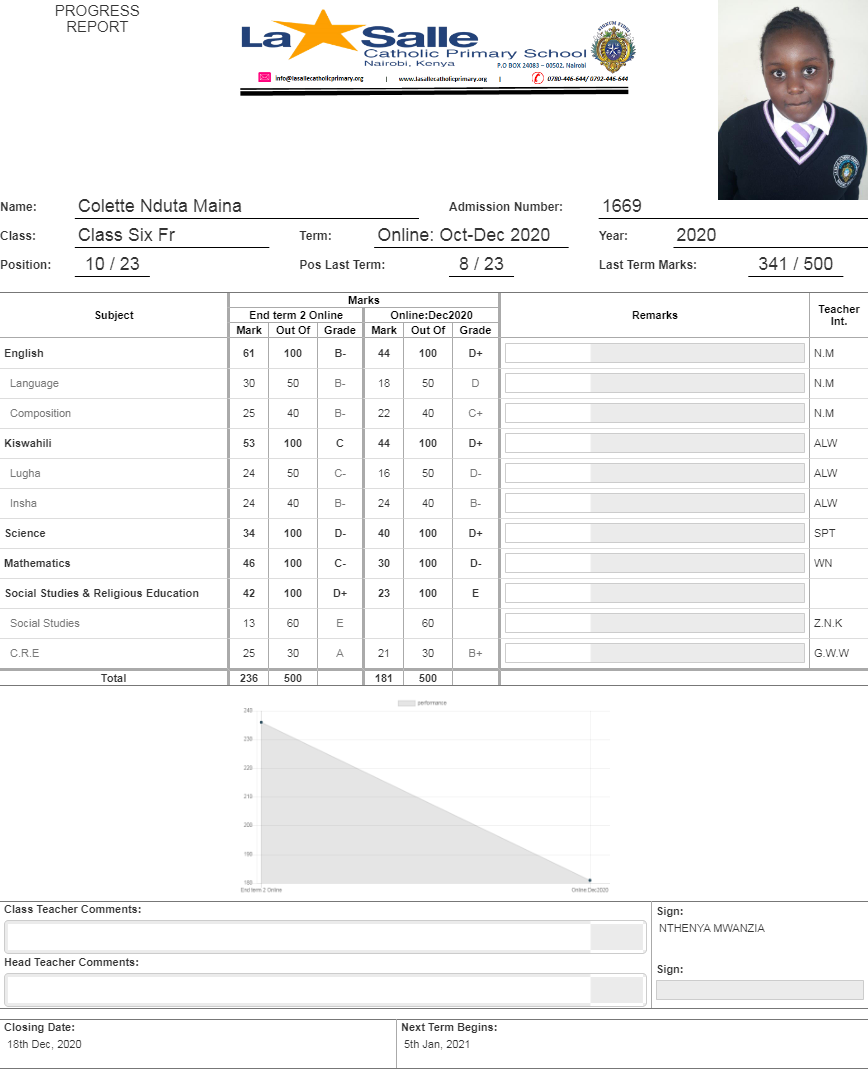 PROGRESS
REPORT
La Salle
Catholic Primary School
Nairobi, Kenya
P.O BOX 24083 – 00502, Nairobi
info@lasallecatholicprimary.org | www.lasallecatholicprimary.org | 0780-446-644/ 0792-446-644
Name: Colette Nduta Maina Admission Number: 1669
Class: Class Six Fr Term: Online: Oct-Dec 2020 Year: 2020
Position: 10 / 23 Pos Last Term: 8 / 23 Last Term Marks: 341 / 500
Subject Marks Remarks Teacher Int.
End term 2 Online Online:Dec2020
Mark Out Of Grade Mark Out Of Grade
English 61 100 B- 44 100 D+ N.M
Language 30 50 B- 18 50 D N.M
Composition 25 40 B- 22 40 C+ N.M
Kiswahili 53 100 C 44 100 D+ ALW
Lugha 24 50 C- 16 50 D- ALW
Insha 24 40 B- 24 40 B- ALW
Science 34 100 D- 40 100 D+ SPT
Mathematics 46 100 C- 30 100 D- WN
Social Studies & Religious Education 42 100 D+ 23 100 E
Social Studies 13 60 E 60 Z.N.K
C.R.E 25 30 A 21 30 B+ G.W.W
Total 236 500 181 500
performance
240
230
220
210
200
190
180
End term 2 Online Online:Dec2020
Class Teacher Comments:
Sign:
NTHENYA MWANZIA
Head Teacher Comments:
Sign:
Closing Date:
18th Dec, 2020
Next Term Begins:
5th Jan, 2021